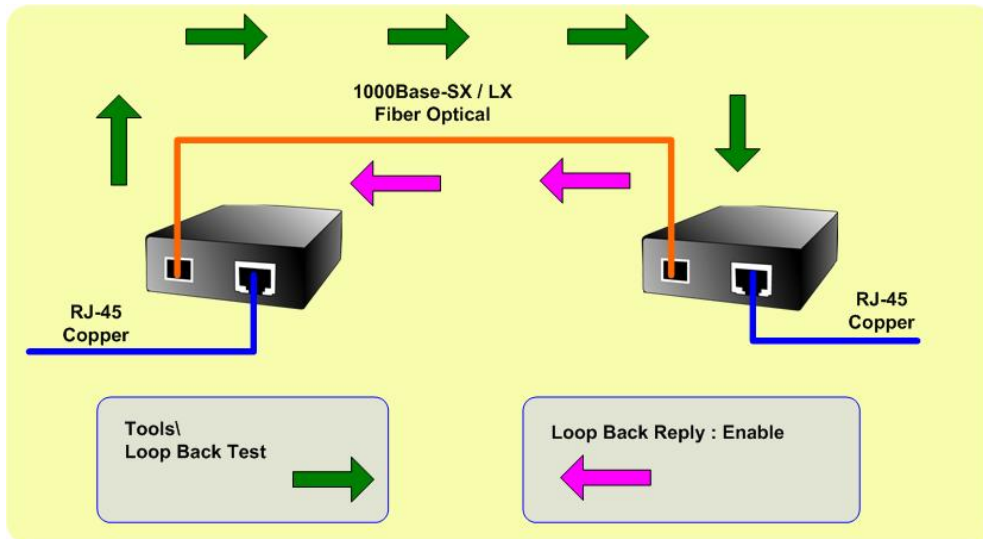 1000Base-SX / LX
Fiber Optical
RJ-45
Copper
RJ-45
Copper
Tools\
Loop Back Test
Loop Back Reply : Enable